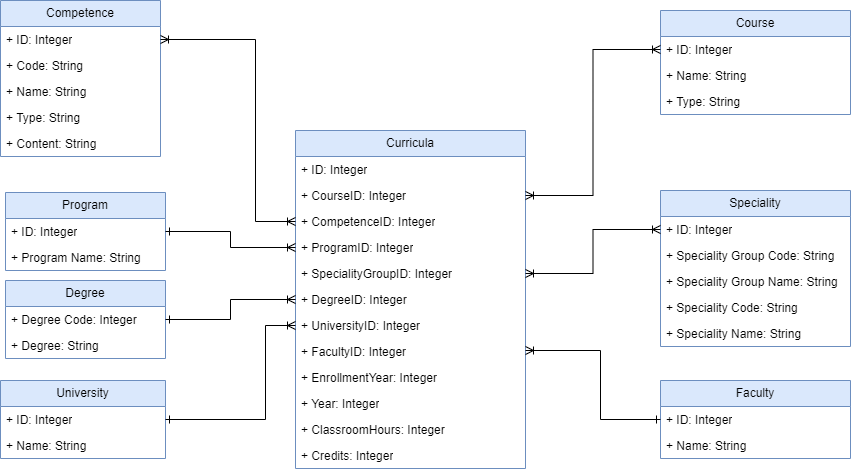 Competence
+ ID: Integer
+ Code: String
+ Name: String
+ Type: String
+ Content: String
Program
+ ID: Integer
+ Program Name: String
Degree
+ Degree Code: Integer
+ Degree: String
University
+ ID: Integer
+ Name: String
Curricula
+ ID: Integer
+ CourseID: Integer
+ CompetenceID: Integer
+ ProgramID: Integer
+ SpecialityGroupID: Integer
+ DegreeID: Integer
+ UniversityID: Integer
+ FacultyID: Integer
+ EnrollmentYear: Integer
+ Year: Integer
+ ClassroomHours: Integer
+ Credits: Integer
Course
+ ID: Integer
+ Name: String
+ Type: String
Speciality
+ ID: Integer
+ Speciality Group Code: String
+ Speciality Group Name: String
+ Speciality Code: String
+ Speciality Name: String
Faculty
+ ID: Integer
+ Name: String